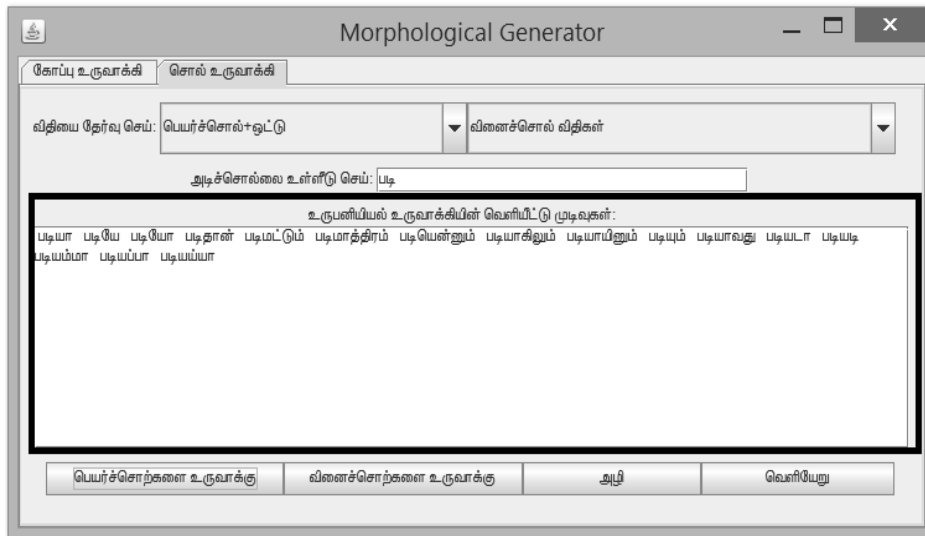 Morphological Generator
கோப்பு உருவாக்கி சொல் உருவாக்கி
விதியை தேர்வு செய்: பெயர்ச்சொல்+ஒட்டு வினைச்சொல் விதிகள்
அடிச்சொல்லை உள்ளீடு செய்: படி
உருபனியியல் உருவாக்கியின் வெளியீட்டு முடிவுகள்:
படியா படியே படியோ படிதான் படிமட்டும் படிமாத்திரம் படியென்னும் படியாகிலும் படியாயினும் படியும் படியாவது படியடா படியடி
படியம்மா படியப்பா படியய்யா
பெயர்ச்சொற்களை உருவாக்கு வினைச்சொற்களை உருவாக்கு அழி வெளியேறு